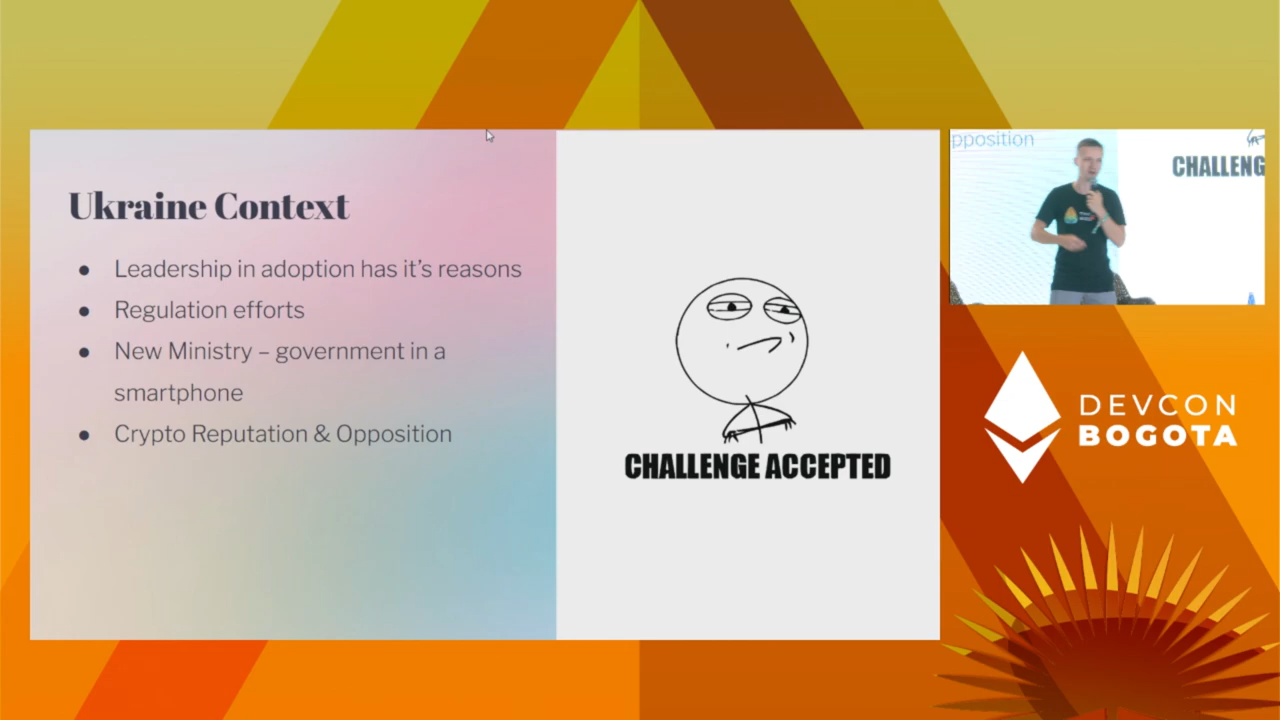 Ukraine Context
● Leadership in adoption has it's reasons
● Regulation efforts
● New Ministry – government in a
smartphone
● Crypto Reputation & Opposition
CHALLENGE ACCEPTED
pposition
CHALLENG
DEVCON
BOGOTA